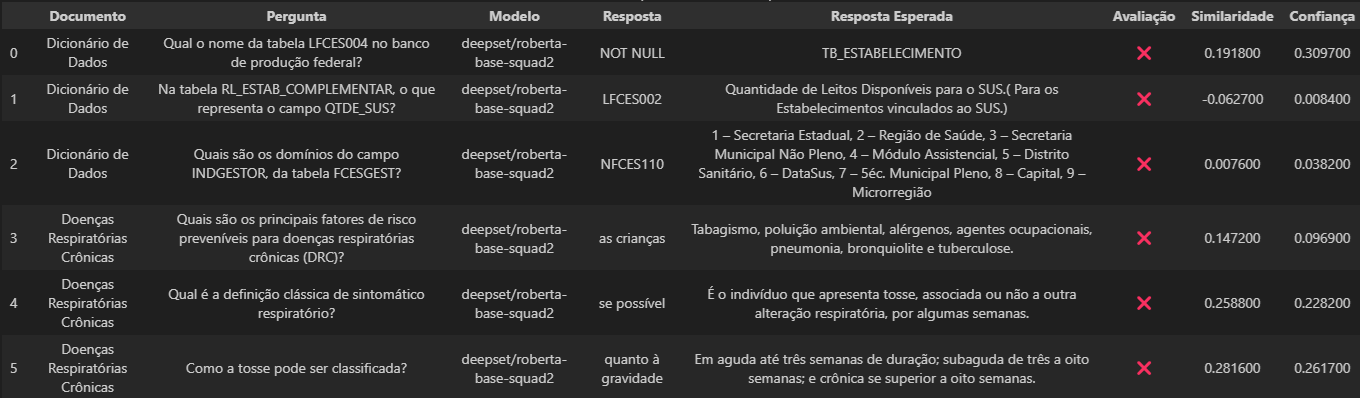 Documento Pergunta Modelo Resposta Resposta Esperada Avaliação Similaridade Confiança
0 Dicionário de Dados Qual o nome da tabela LFCES004 no banco de produção federal? deepset/roberta-base-squad2 NOT NULL TB_ESTABELECIMENTO ❌ 0.191800 0.309700
1 Dicionário de Dados Na tabela RL_ESTAB_COMPLEMENTAR, o que representa o campo QTDE_SUS? deepset/roberta-base-squad2 LFCES002 Quantidade de Leitos Disponíveis para o SUS.( Para os Estabelecimentos vinculados ao SUS.) ❌ -0.062700 0.008400
2 Dicionário de Dados Quais são os domínios do campo INDGESTOR, da tabela FCESGEST? deepset/roberta-base-squad2 NFCES110 1 – Secretaria Estadual, 2 – Região de Saúde, 3 – Secretaria Municipal Não Pleno, 4 – Módulo Assistencial, 5 – Distrito Sanitário, 6 – DataSus, 7 – 5éc. Municipal Pleno, 8 – Capital, 9 – Microrregião ❌ 0.007600 0.038200
3 Doenças Respiratórias Crônicas Quais são os principais fatores de risco preveníveis para doenças respiratórias crônicas (DRC)? deepset/roberta-base-squad2 as crianças Tabagismo, poluição ambiental, alérgenos, agentes ocupacionais, pneumonia, bronquiolite e tuberculose. ❌ 0.147200 0.096900
4 Doenças Respiratórias Crônicas Qual é a definição clássica de sintomático respiratório? deepset/roberta-base-squad2 se possível É o indivíduo que apresenta tosse, associada ou não a outra alteração respiratória, por algumas semanas. ❌ 0.258800 0.228200
5 Doenças Respiratórias Crônicas Como a tosse pode ser classificada? deepset/roberta-base-squad2 quanto à gravidade Em aguda até três semanas de duração; subaguda de três a oito semanas; e crônica se superior a oito semanas. ❌ 0.281600 0.261700